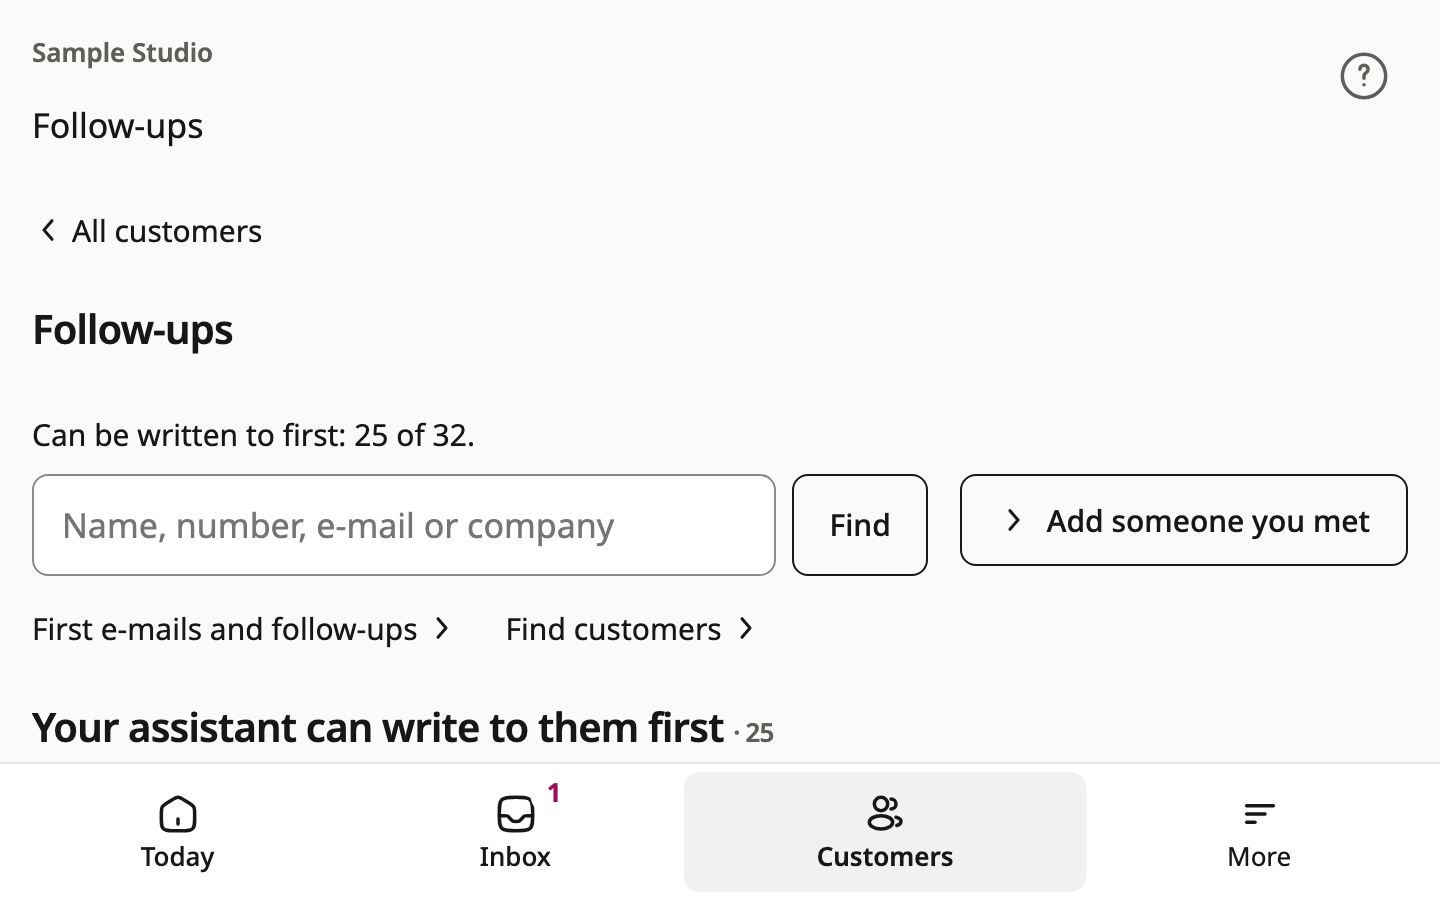 Sample Studio
?
Follow-ups
All customers
Follow-ups
Can be written to first: 25 of 32.
Name, number, e-mail or company
Find
Add someone you met
First e-mails and follow-ups
Find customers
Your assistant can write to them first · 25
Today
Inbox
1
Customers
More